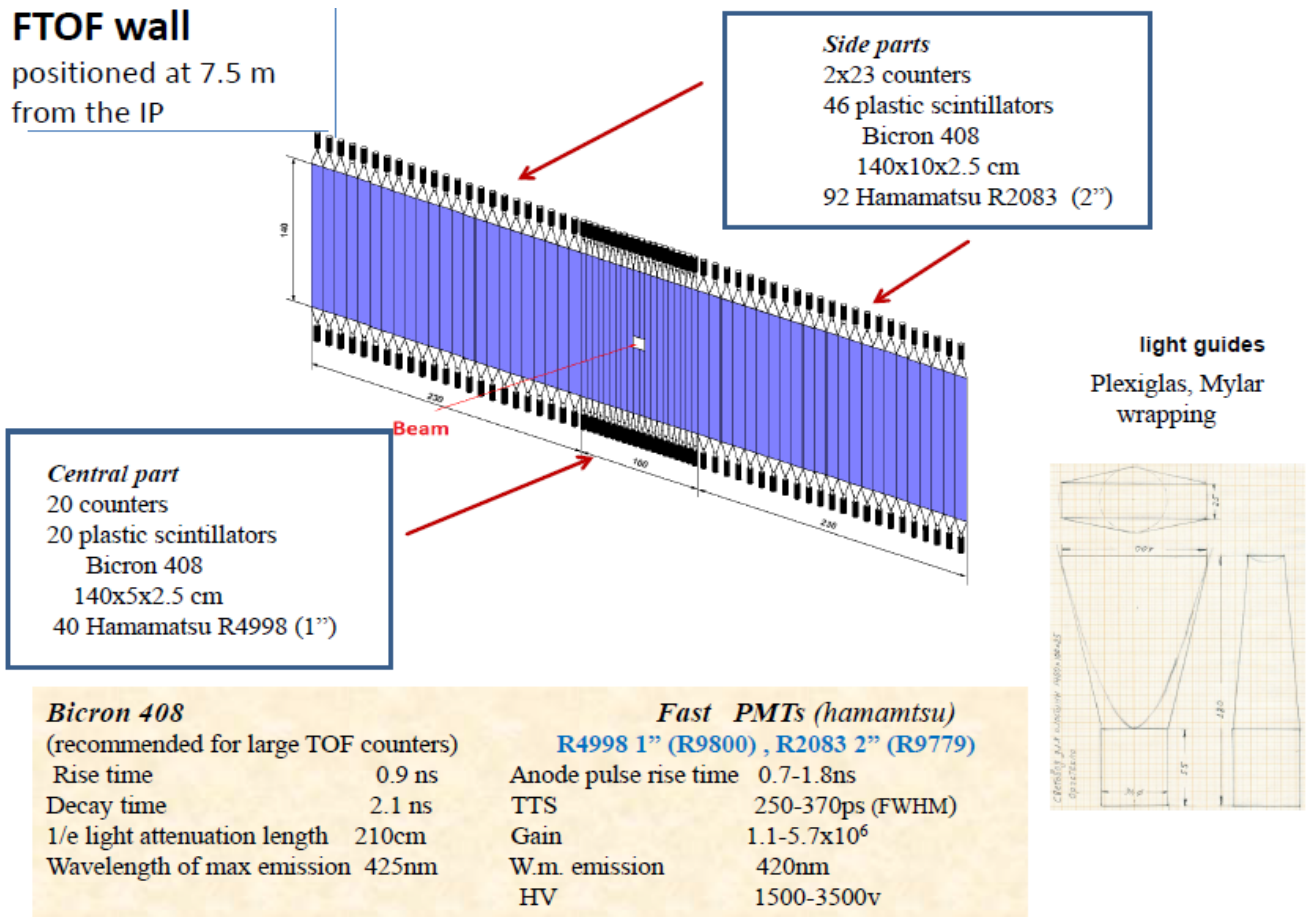 FTOF wall
positioned at 7.5 m
from the IP
Side parts
2x23 counters
46 plastic scintillators
Bicron 408
140x10x2.5 cm
92 Hamamatsu R2083 (2”)
140
230
Beam
100
230
light guides
Plexiglas, Mylar
wrapping
Central part
20 counters
20 plastic scintillators
Bicron 408
140x5x2.5 cm
40 Hamamatsu R4998 (1”)
25
180
55
Bicron 408
(recommended for large TOF counters)
Rise time 0.9 ns
Decay time 2.1 ns
1/e light attenuation length 210cm
Wavelength of max emission 425nm
Fast PMTs (hamamtsu)
R4998 1” (R9800) , R2083 2” (R9779)
Anode pulse rise time 0.7-1.8ns
TTS 250-370ps (FWHM)
Gain 1.1-5.7x10⁶
W.m. emission 420nm
HV 1500-3500v